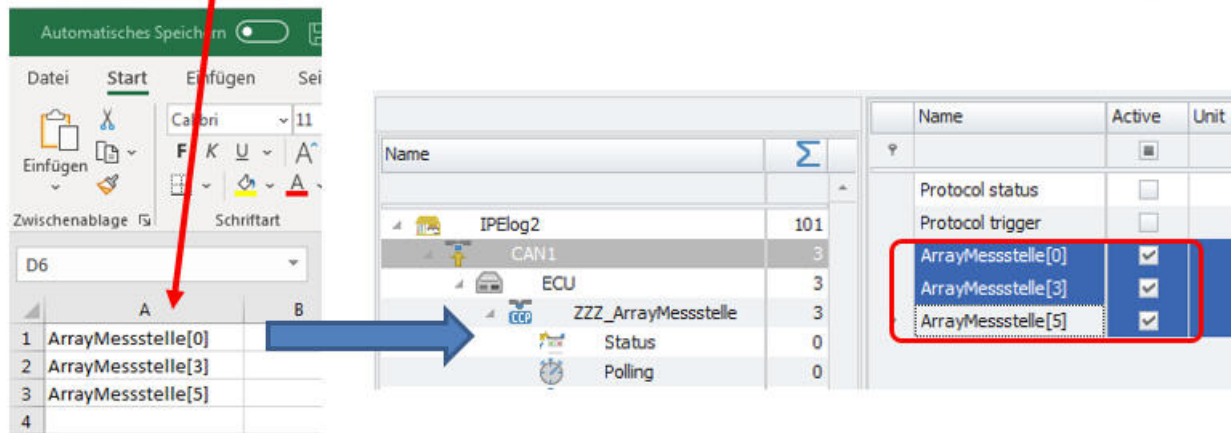 Automatisches Speichern
Datei Start Einfügen Sei
Einfügen
Calibri 11
F K U A
A
Zwischenablage Schriftart
D6
A B
1 ArrayMessstelle[0]
2 ArrayMessstelle[3]
3 ArrayMessstelle[5]
4
Name Σ
IPElog2 101
CAN1 3
ECU 3
CCP ZZZ_ArrayMessstelle 3
Status 0
Polling 0
Name Active Unit
Protocol status
Protocol trigger
ArrayMessstelle[0]
ArrayMessstelle[3]
ArrayMessstelle[5]